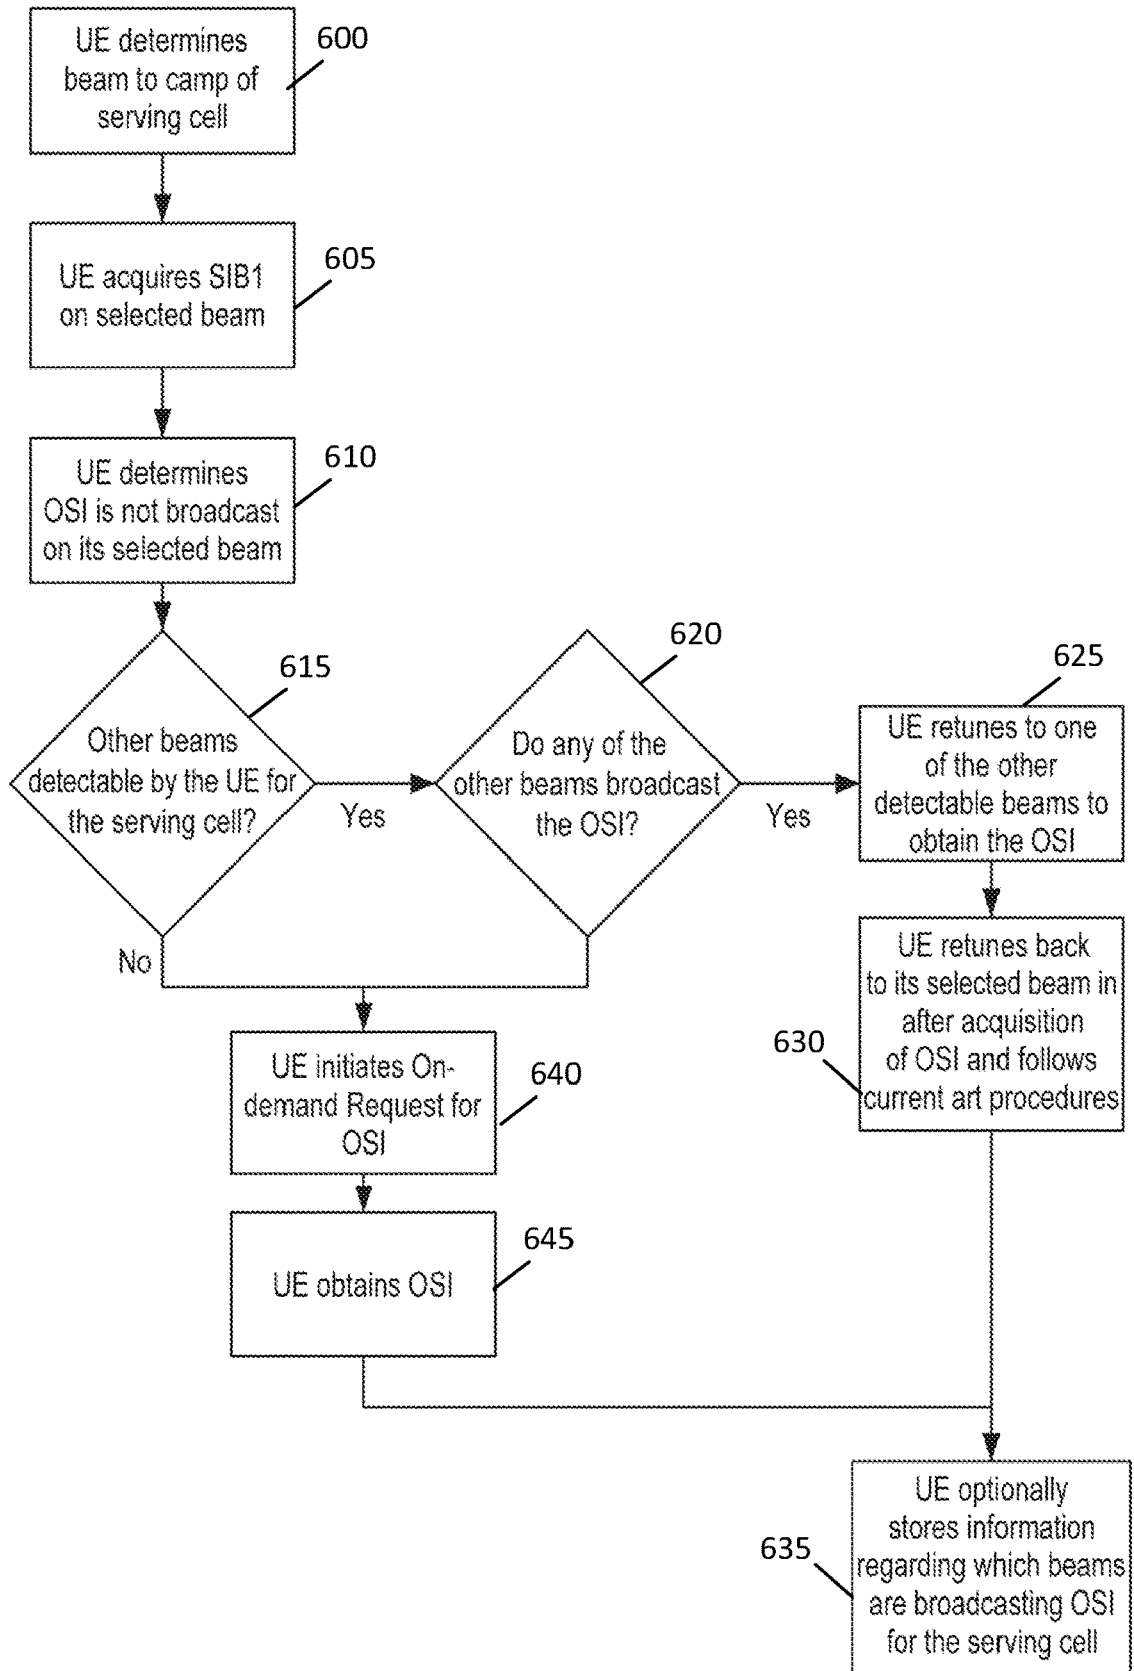 UE determines
beam to camp of
serving cell
600
UE acquires SIB1
on selected beam
605
UE determines
OSI is not broadcast
on its selected beam
610
Other beams
detectable by the UE for
the serving cell?
615
Yes
No
Do any of the
other beams broadcast
the OSI?
620
Yes
UE retunes to one
of the other
detectable beams to
obtain the OSI
625
UE retunes back
to its selected beam in
after acquisition
of OSI and follows
current art procedures
630
UE initiates On-
demand Request for
OSI
640
UE obtains OSI
645
UE optionally
stores information
regarding which beams
are broadcasting OSI
for the serving cell
635